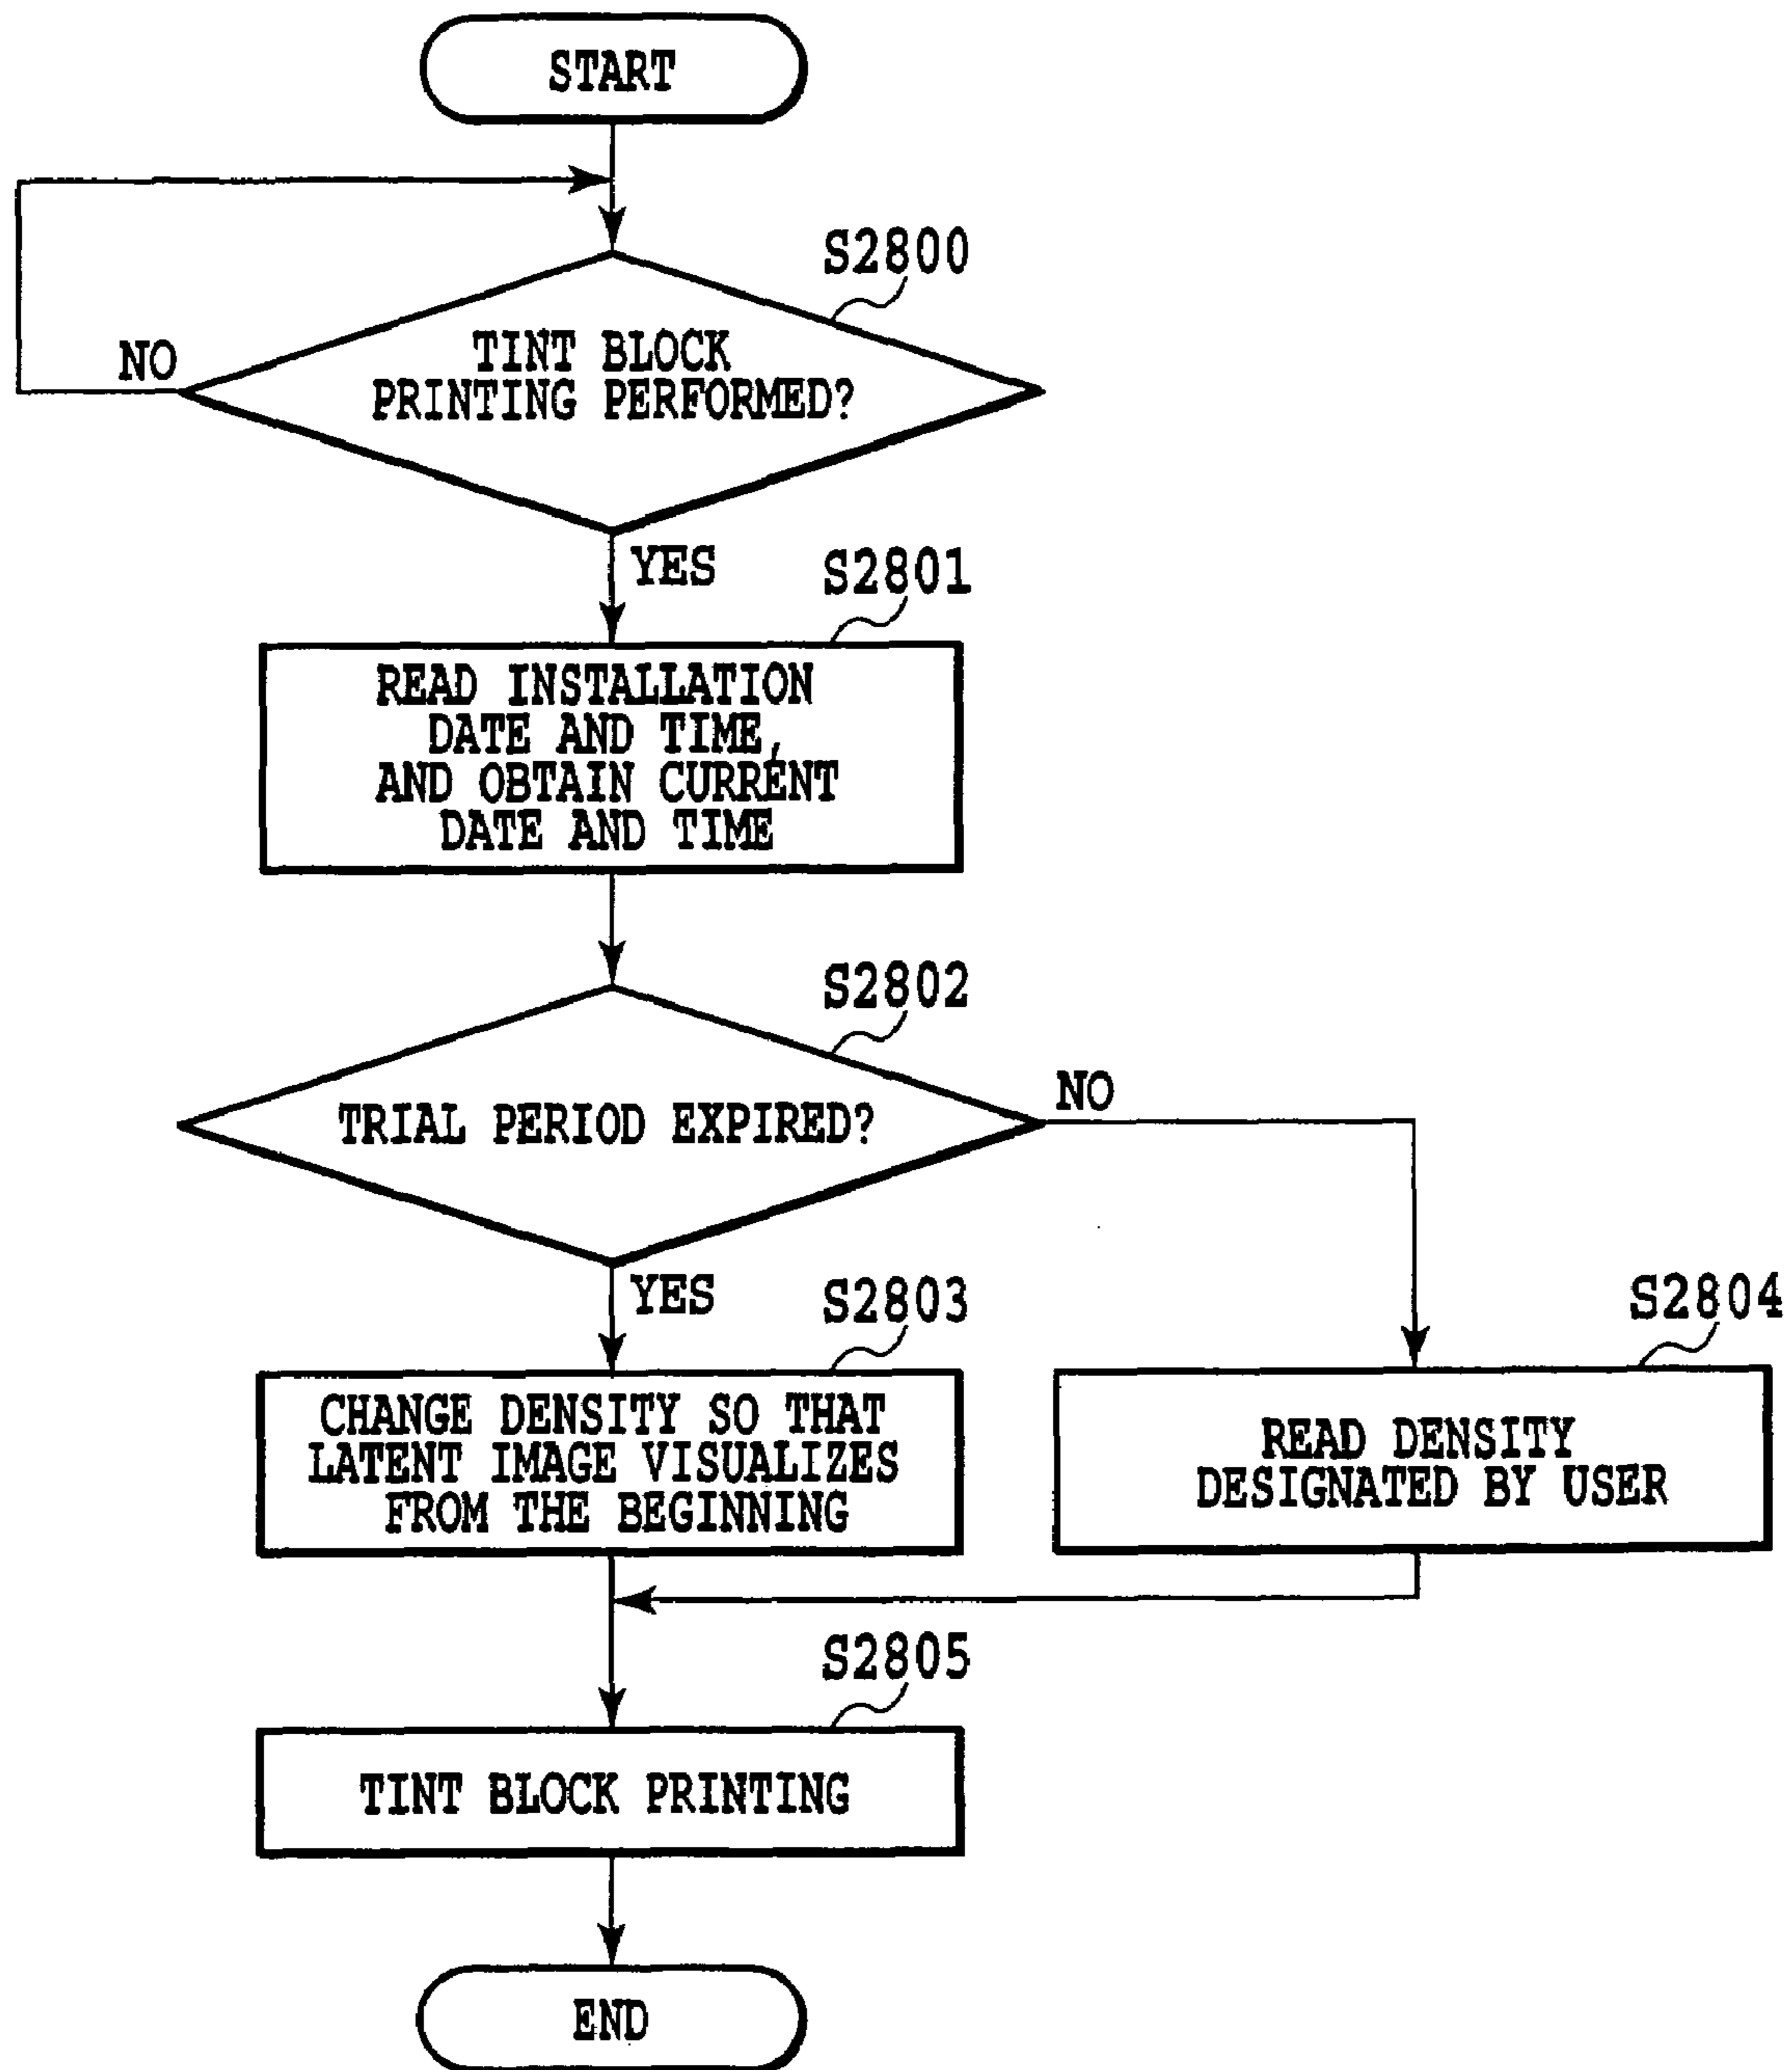 START
S2800
TINT BLOCK
PRINTING PERFORMED?
NO
YES
S2801
READ INSTALLATION
DATE AND TIME,
AND OBTAIN CURRENT
DATE AND TIME
S2802
TRIAL PERIOD EXPIRED?
NO
YES
S2803
CHANGE DENSITY SO THAT
LATENT IMAGE VISUALIZES
FROM THE BEGINNING
S2804
READ DENSITY
DESIGNATED BY USER
S2805
TINT BLOCK PRINTING
END